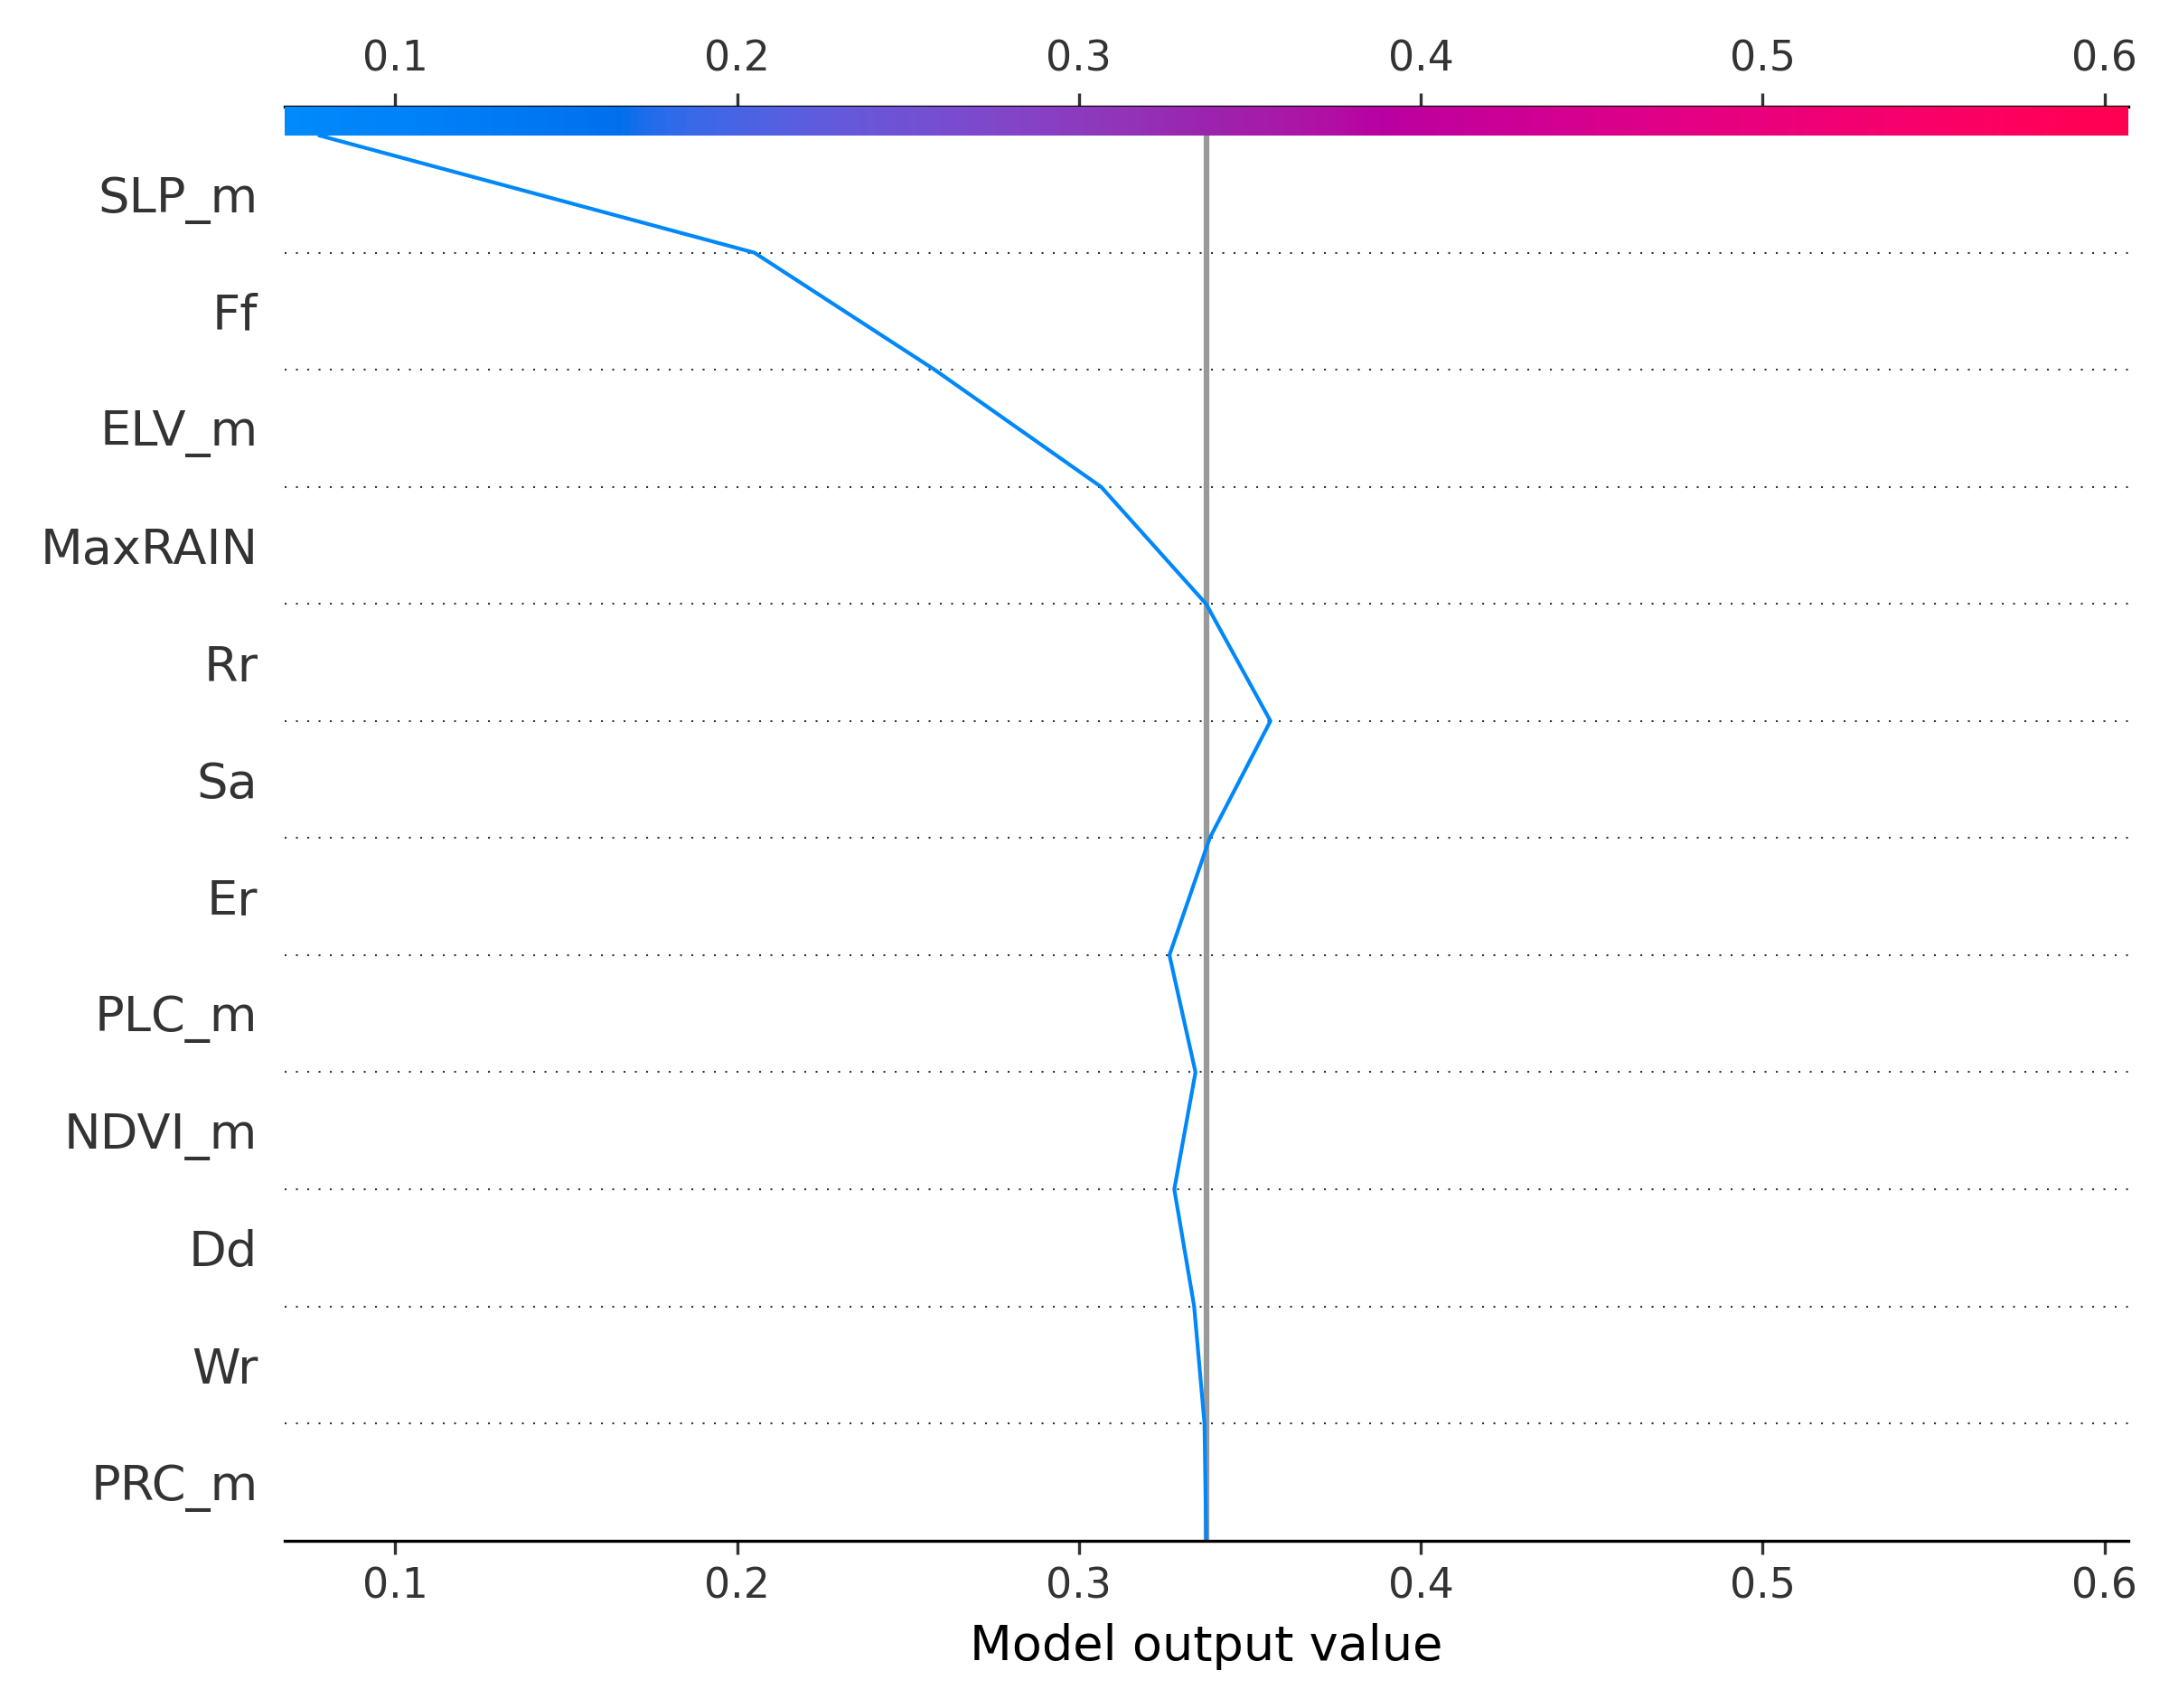 0.1 0.2 0.3 0.4 0.5 0.6
SLP_m
Ff
ELV_m
MaxRAIN
Rr
Sa
Er
PLC_m
NDVI_m
Dd
Wr
PRC_m
0.1 0.2 0.3 0.4 0.5 0.6
Model output value